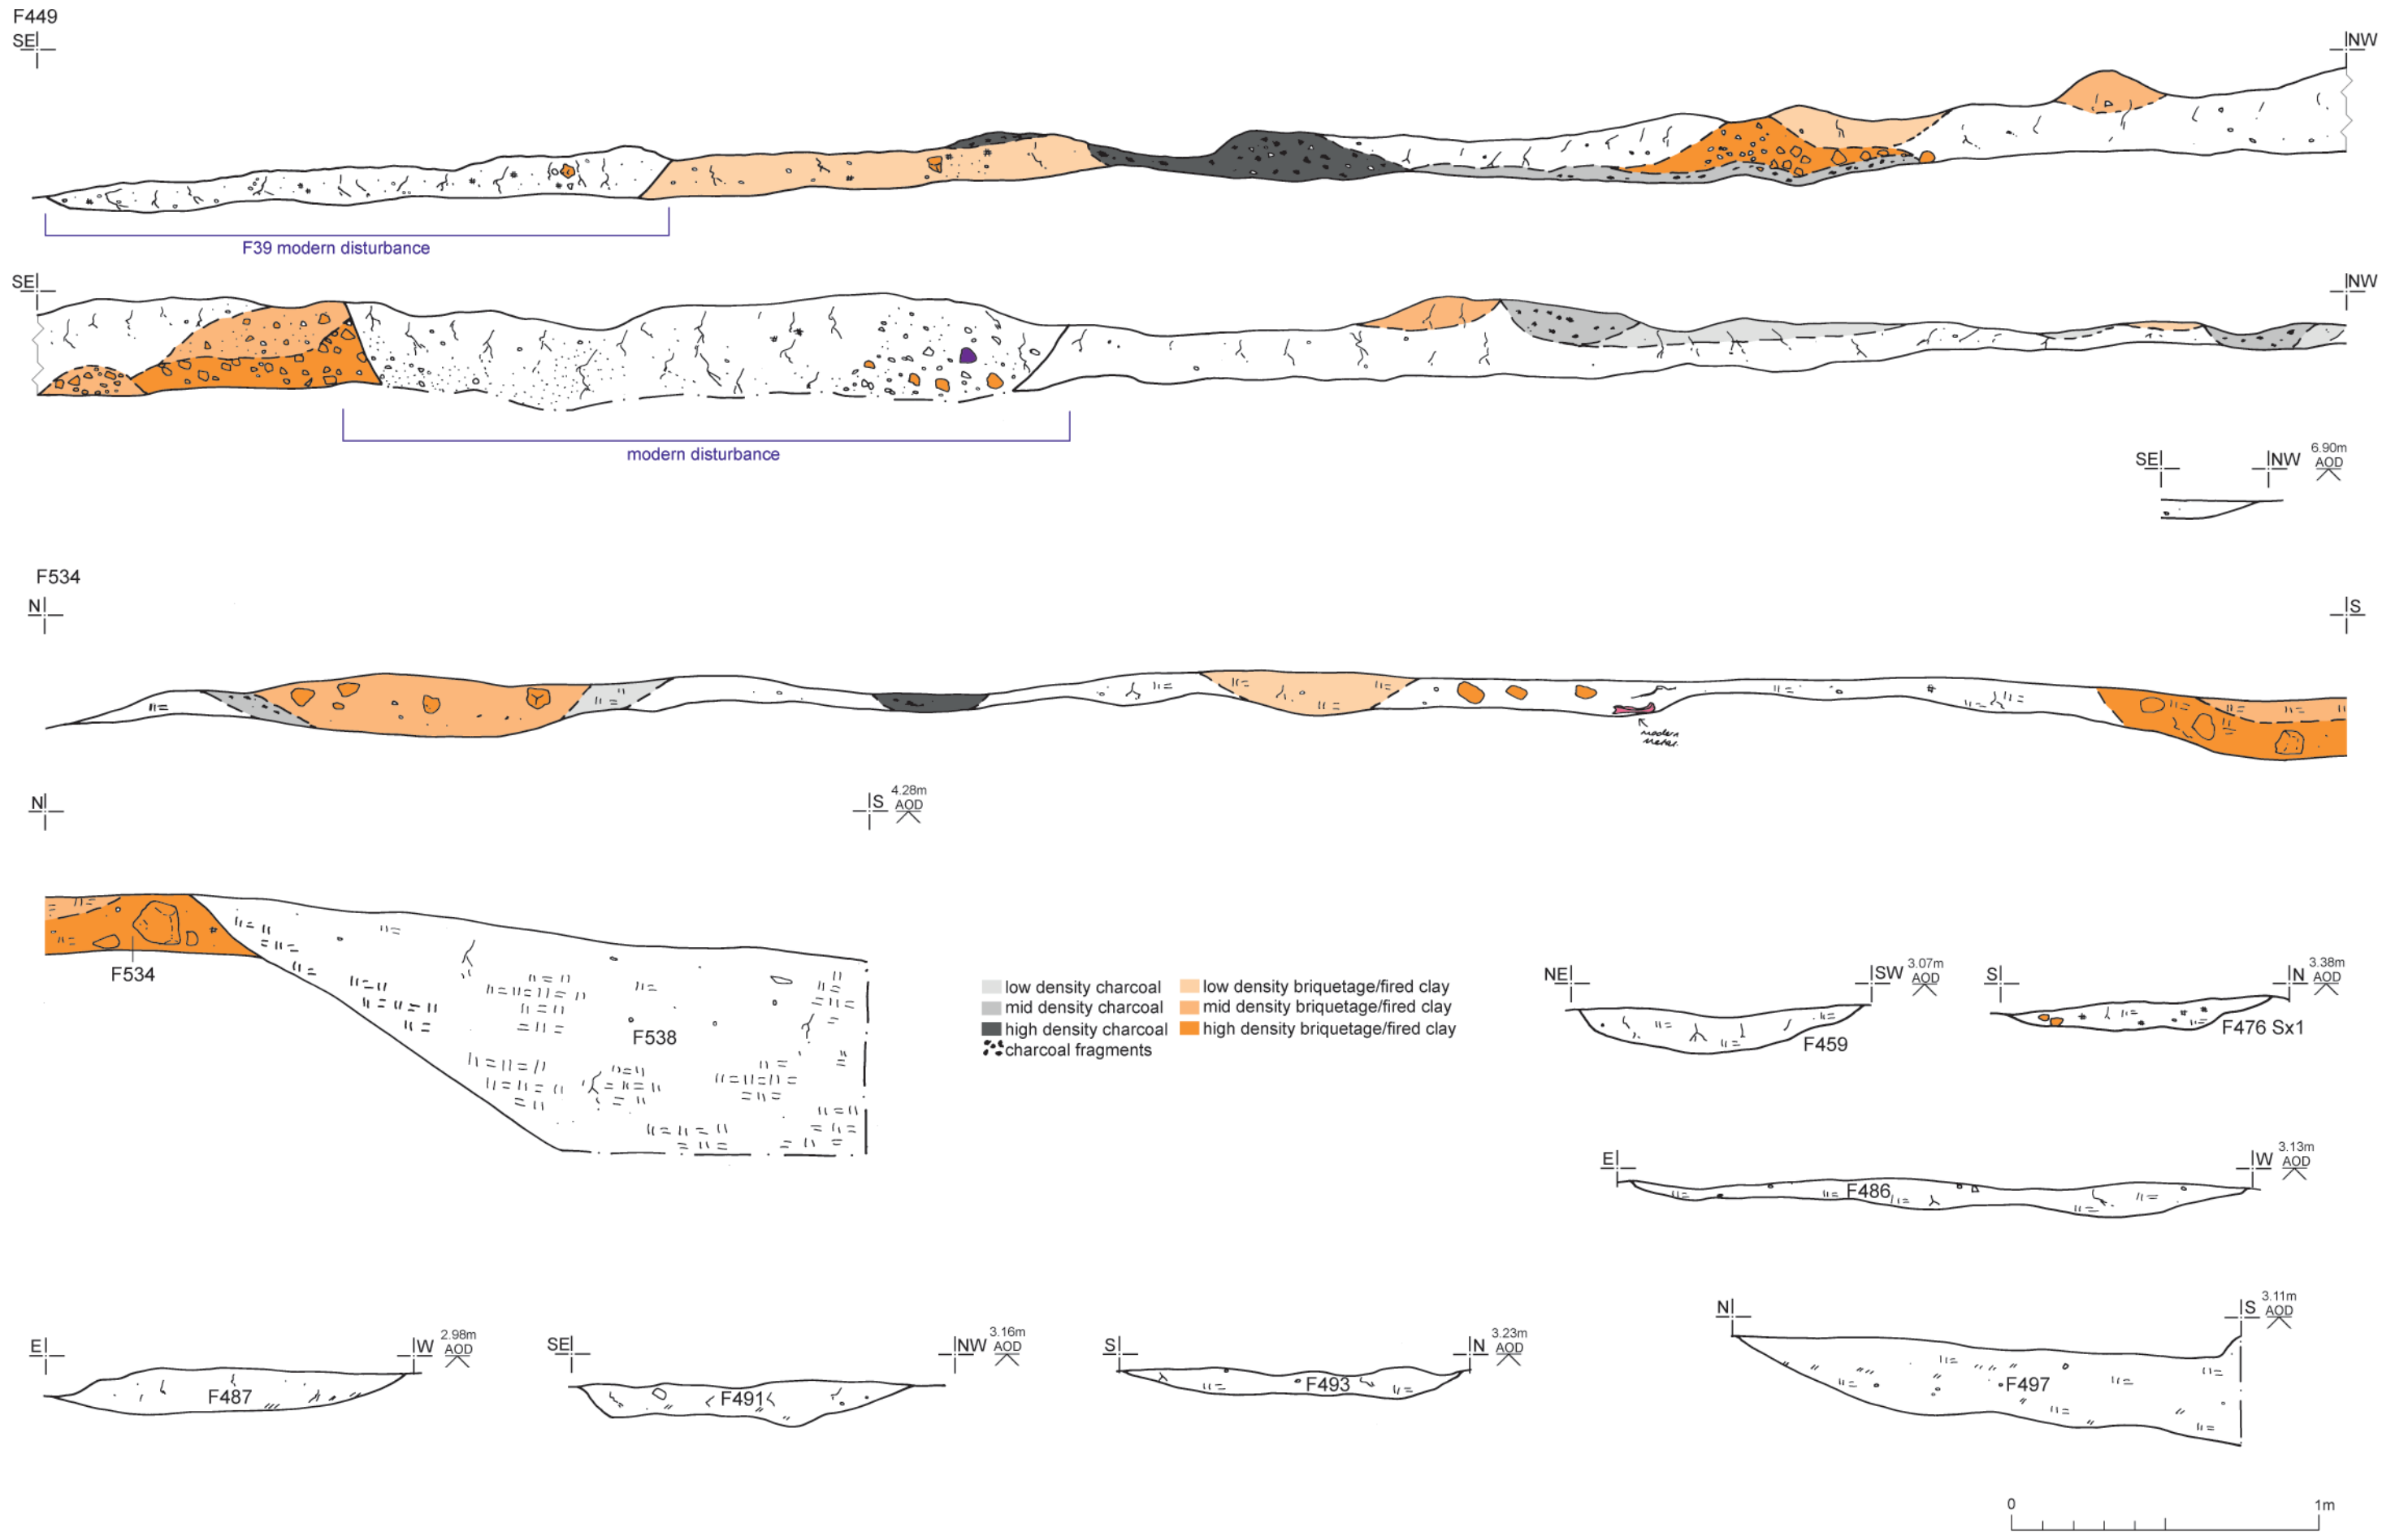 F449
SE
NW
F39 modern disturbance
SE
NW
modern disturbance
SE
NW
6.90m
AOD
F534
N
S
modern
metal.
N
S
4.28m
AOD
F534
F538
low density charcoal
low density briquetage/fired clay
mid density charcoal
mid density briquetage/fired clay
high density charcoal
high density briquetage/fired clay
charcoal fragments
NE
SW
3.07m
AOD
F459
S
N
3.38m
AOD
F476 Sx1
E
W
3.13m
AOD
F486
E
W
2.98m
AOD
F487
SE
NW
3.16m
AOD
F491
S
N
3.23m
AOD
F493
N
S
3.11m
AOD
F497
0
1m